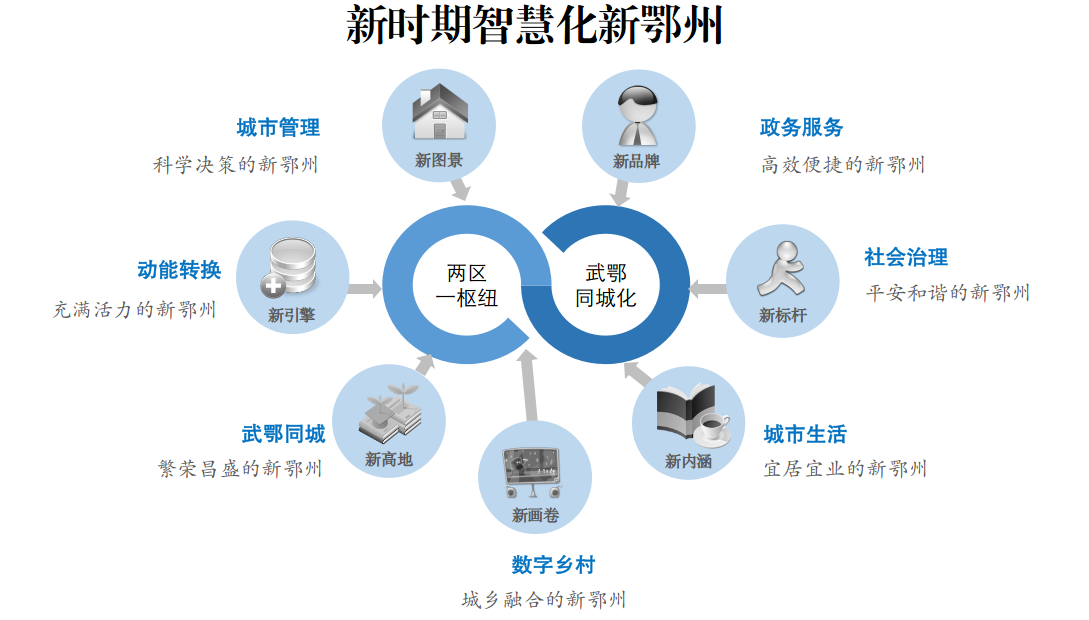 新时期智慧化新鄂州
城市管理
科学决策的新鄂州
新图景
新品牌
政务服务
高效便捷的新鄂州
动能转换
充满活力的新鄂州
新引擎
两区
一枢纽
武鄂
同城化
新标杆
社会治理
平安和谐的新鄂州
武鄂同城
繁荣昌盛的新鄂州
新高地
新画卷
新内涵
城市生活
宜居宜业的新鄂州
数字乡村
城乡融合的新鄂州